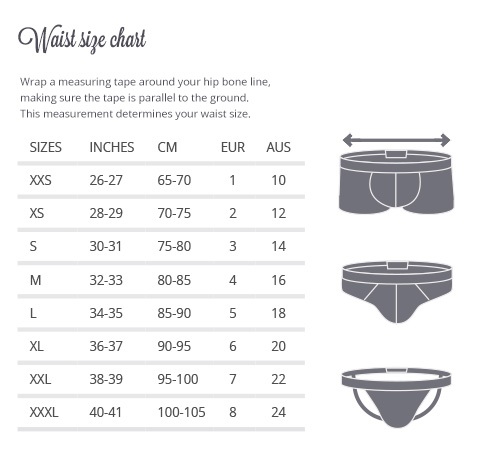 Waist size chart
Wrap a measuring tape around your hip bone line,
making sure the tape is parallel to the ground.
This measurement determines your waist size.
SIZES INCHES CM EUR AUS
XXS 26-27 65-70 1 10
XS 28-29 70-75 2 12
S 30-31 75-80 3 14
M 32-33 80-85 4 16
L 34-35 85-90 5 18
XL 36-37 90-95 6 20
XXL 38-39 95-100 7 22
XXXL 40-41 100-105 8 24